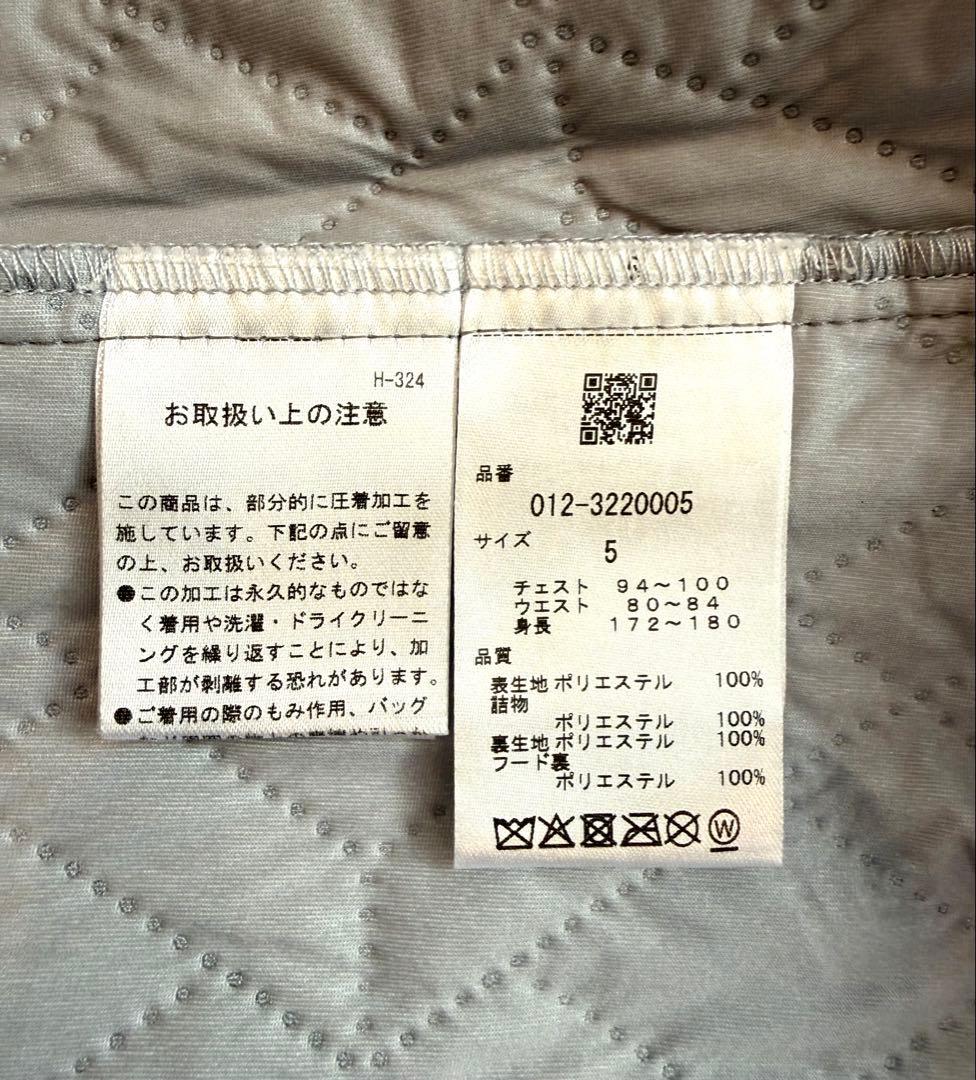 H-324
お取扱い上の注意
この商品は、部分的に圧着加工を
施しています。下記の点にご留意
の上、お取扱いください。
●この加工は永久的なものではな
く着用や洗濯・ドライクリーニ
ングを繰り返すことにより、加
工部が剥離する恐れがあります。
●ご着用の際のもみ作用、バッグ
品番
012-3220005
サイズ
5
チェスト 94～100
ウエスト 80～84
身長 172～180
品質
表生地 ポリエステル 100%
詰物
ポリエステル 100%
裏生地 ポリエステル 100%
フード裏
ポリエステル 100%
W